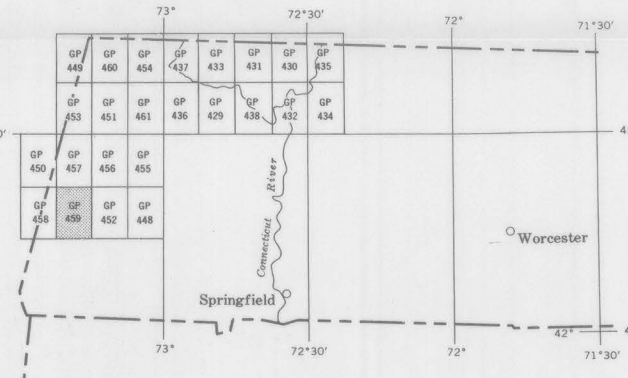 73° 72°30' 72° 71°30'
GP 449 GP 460 GP 454 GP 437 GP 433 GP 431 GP 430 GP 435
GP 453 GP 451 GP 461 GP 436 GP 429 GP 438 GP 432 GP 434
0' 4
GP 450 GP 457 GP 456 GP 455
GP 458 GP 459 GP 452 GP 448
Connecticut River
Worcester
Springfield
42° 4
73° 72°30' 72° 71°30'